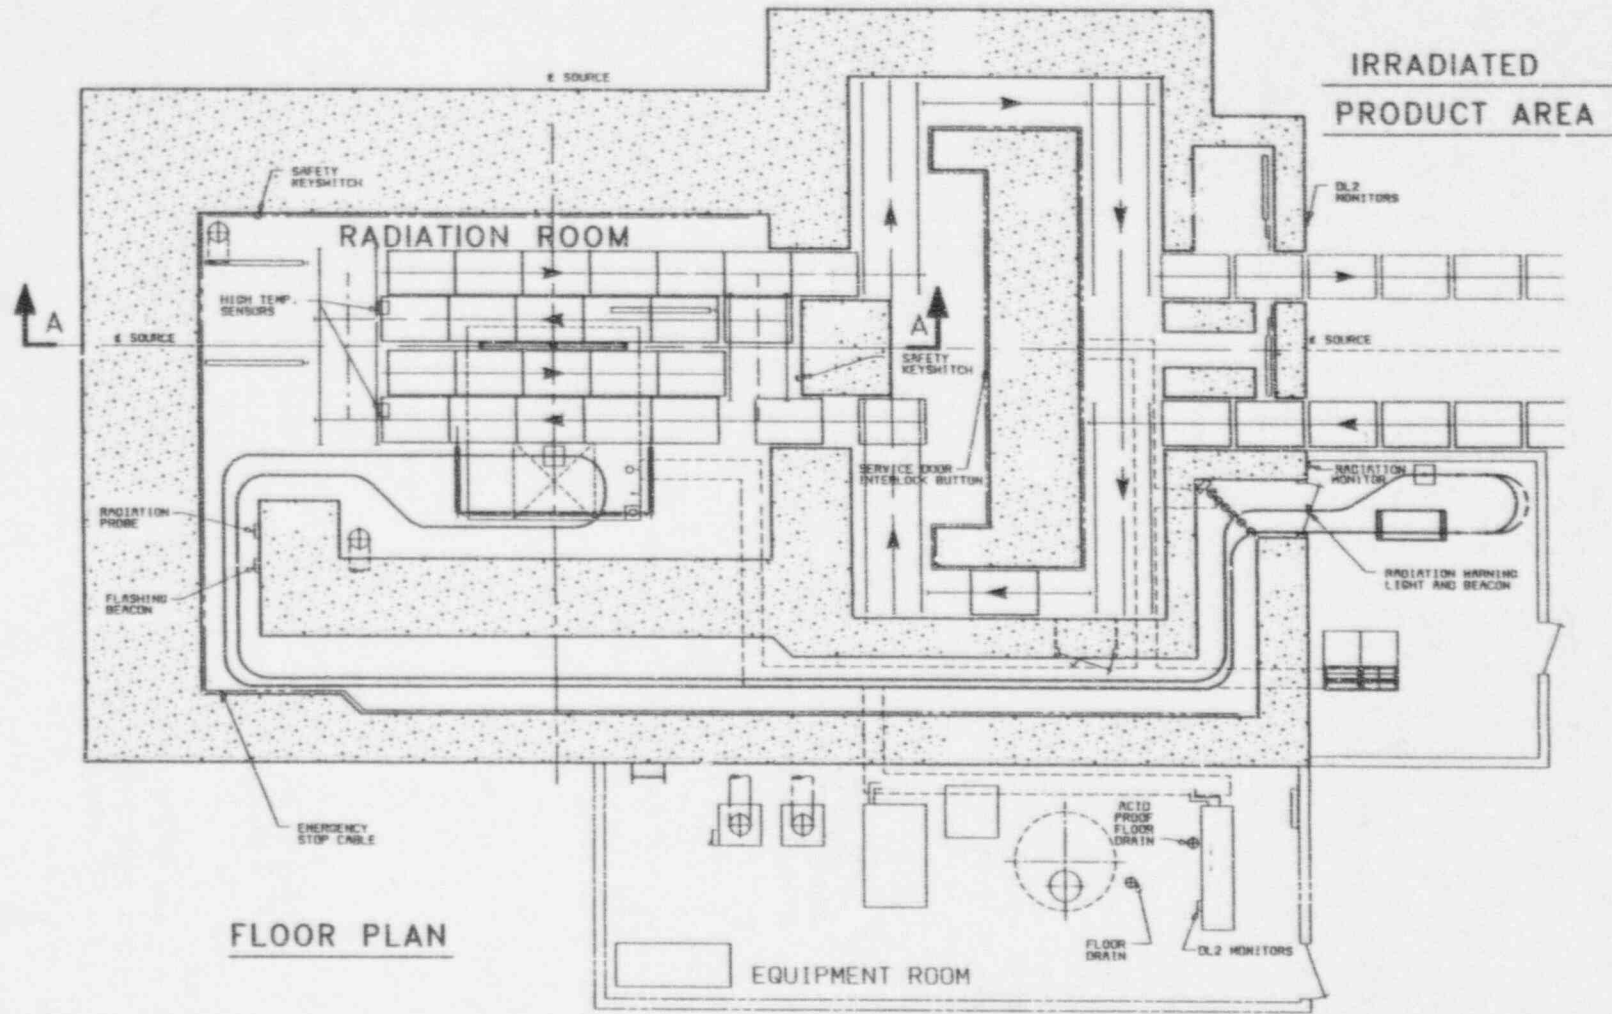 IRRADIATED
PRODUCT AREA
℄ SOURCE
SAFETY
KEYSWITCH
DL2
MONITORS
RADIATION ROOM
HIGH TEMP.
SENSORS
A
A
℄ SOURCE
℄ SOURCE
SAFETY
KEYSWITCH
SERVICE DOOR
INTERLOCK BUTTON
RADIATION
MONITOR
RADIATION
PROBE
FLASHING
BEACON
RADIATION WARNING
LIGHT AND BEACON
EMERGENCY
STOP CABLE
ACID
PROOF
FLOOR
DRAIN
FLOOR PLAN
FLOOR
DRAIN
DL2 MONITORS
EQUIPMENT ROOM